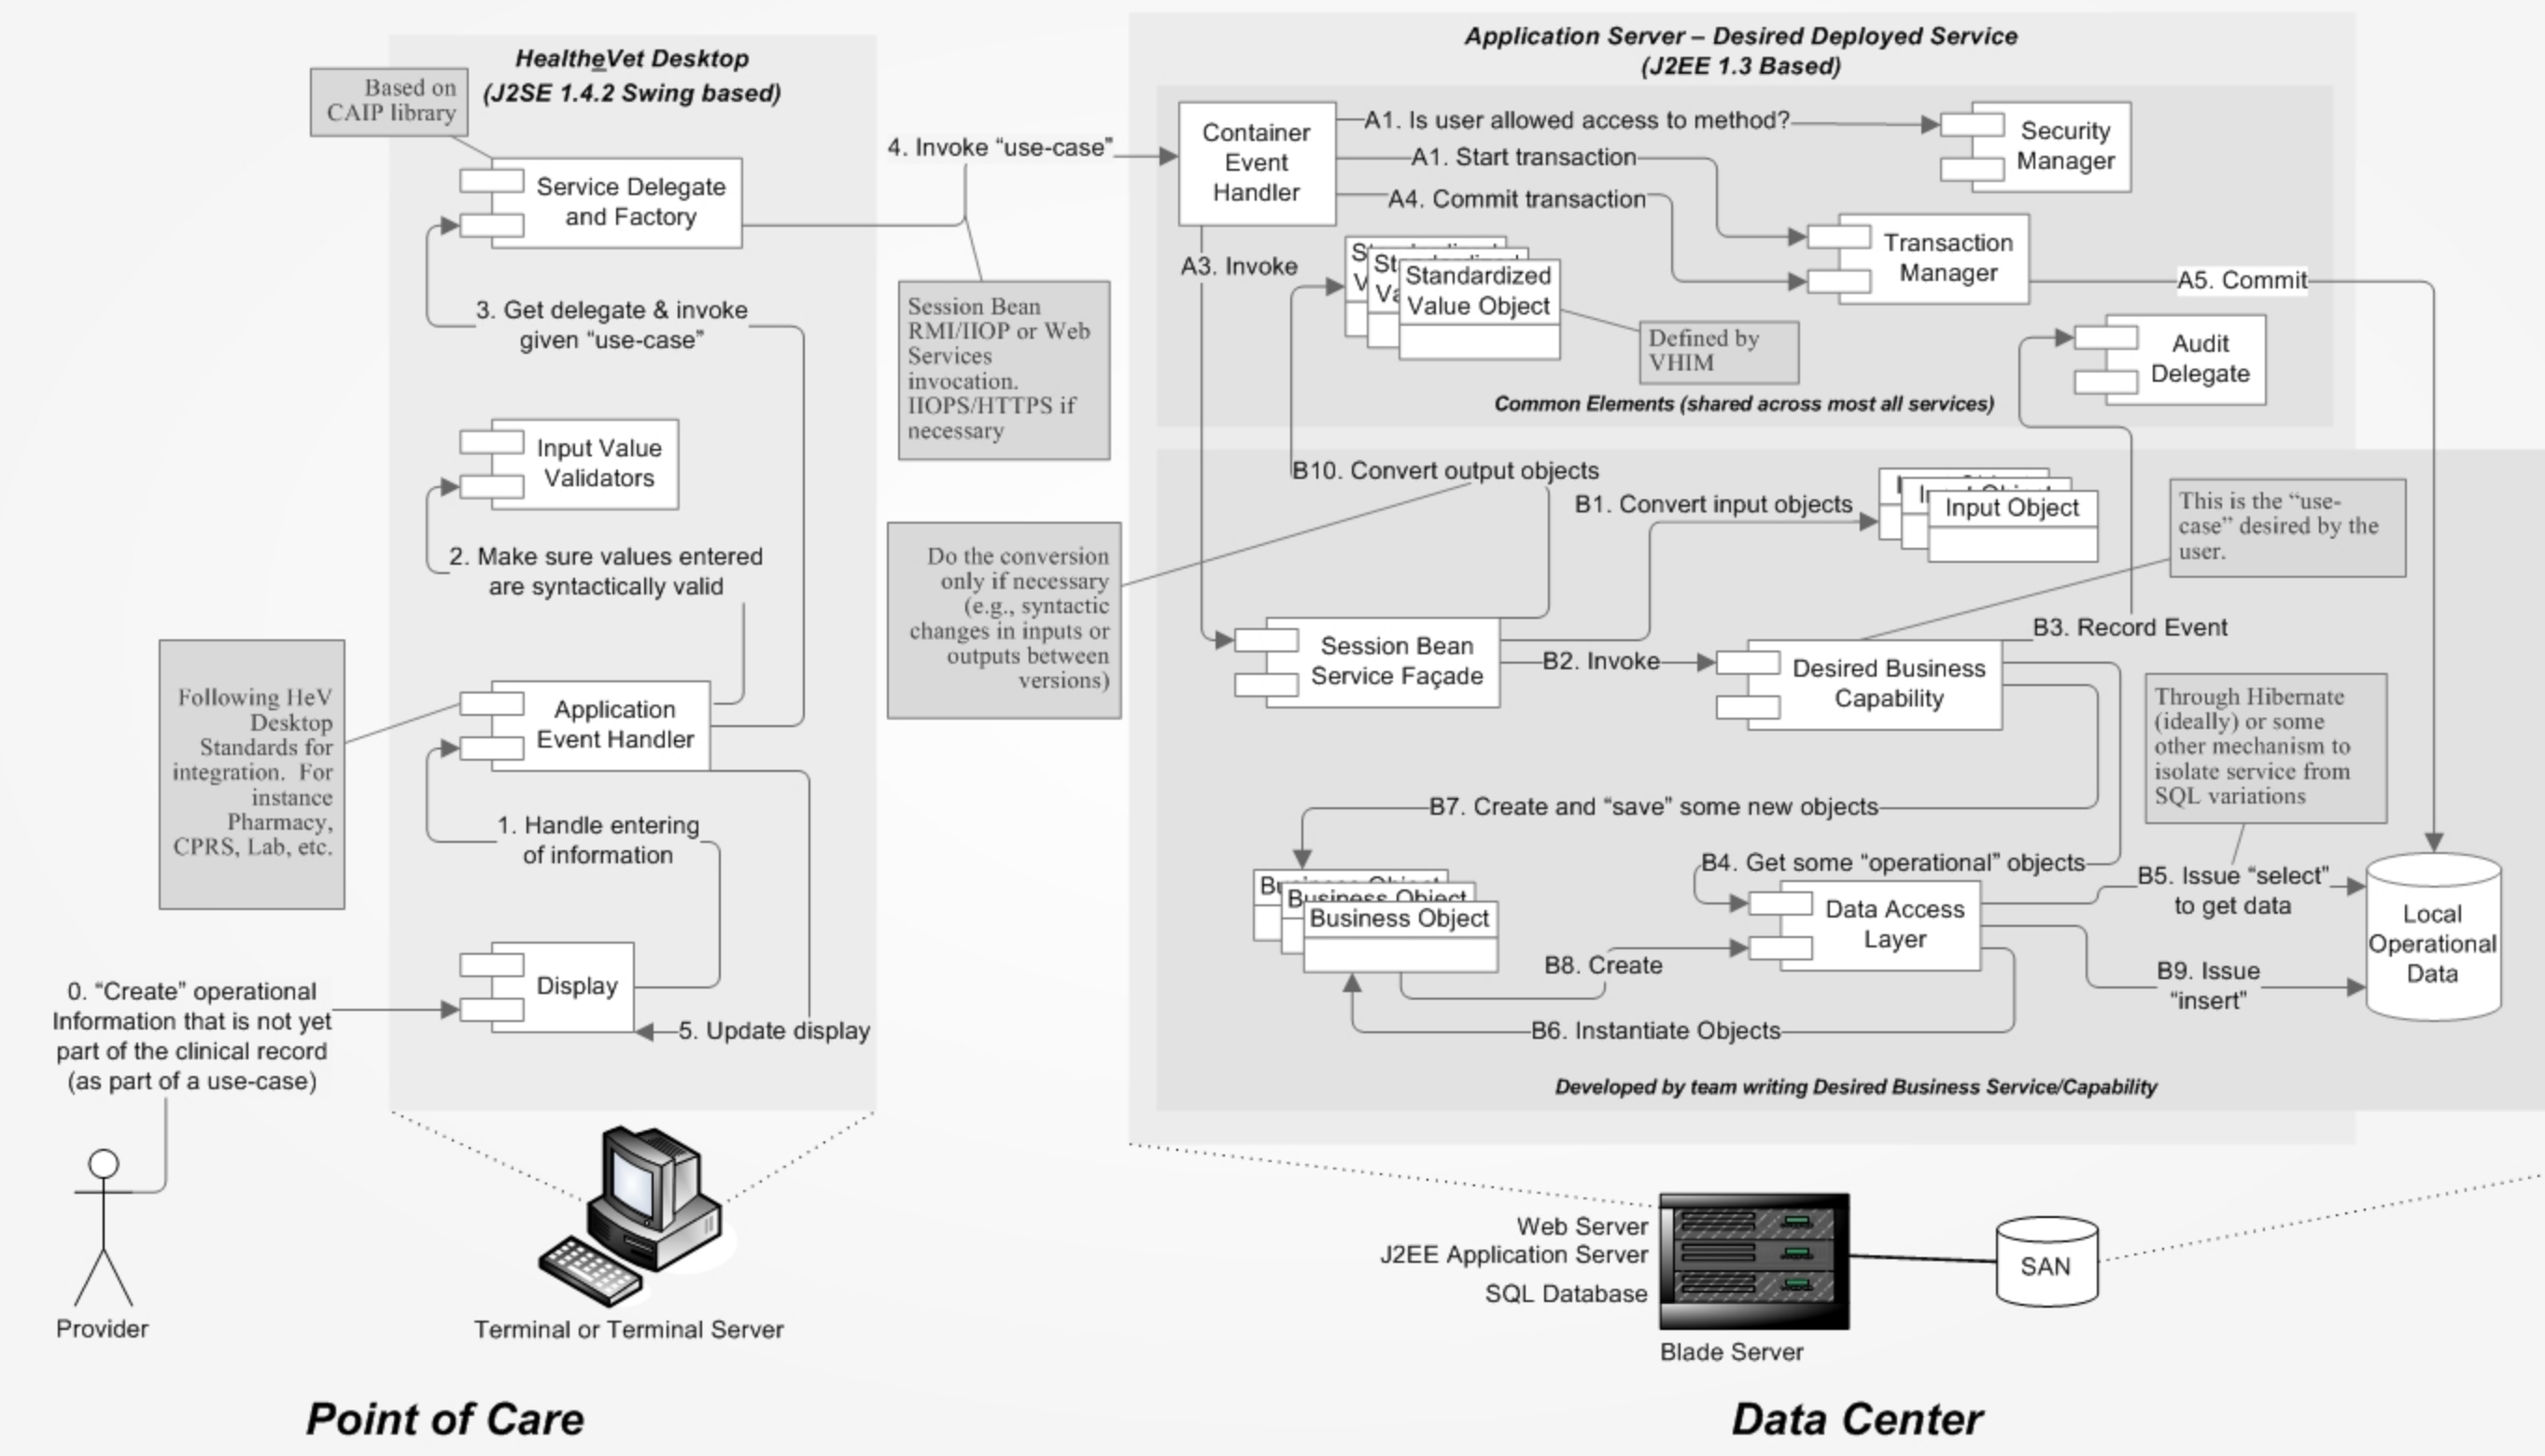 HealtheVet Desktop
(J2SE 1.4.2 Swing based)
Based on
CAIP library
Service Delegate
and Factory
3. Get delegate & invoke
given “use-case”
Input Value
Validators
2. Make sure values entered
are syntactically valid
Following HeV
Desktop
Standards for
integration. For
instance
Pharmacy,
CPRS, Lab, etc.
Application
Event Handler
1. Handle entering
of information
Display
0. “Create” operational
Information that is not yet
part of the clinical record
(as part of a use-case)
5. Update display
Provider
Terminal or Terminal Server
Point of Care
4. Invoke “use-case”
Session Bean
RMI/IIOP or Web
Services
invocation.
IIOPS/HTTPS if
necessary
Do the conversion
only if necessary
(e.g., syntactic
changes in inputs or
outputs between
versions)
Application Server – Desired Deployed Service
(J2EE 1.3 Based)
Container
Event
Handler
A1. Is user allowed access to method?
A1. Start transaction
A4. Commit transaction
Security
Manager
Transaction
Manager
A3. Invoke
Standardized
Value Object
Defined by
VHIM
A5. Commit
Audit
Delegate
Common Elements (shared across most all services)
B10. Convert output objects
B1. Convert input objects
Input Object
This is the “use-
case” desired by the
user.
Session Bean
Service Façade
B2. Invoke
Desired Business
Capability
B3. Record Event
Through Hibernate
(ideally) or some
other mechanism to
isolate service from
SQL variations
B7. Create and “save” some new objects
B4. Get some “operational” objects
Business Object
Business Object
B8. Create
Data Access
Layer
B5. Issue “select”
to get data
B9. Issue
“insert”
Local
Operational
Data
B6. Instantiate Objects
Developed by team writing Desired Business Service/Capability
Web Server
J2EE Application Server
SQL Database
SAN
Blade Server
Data Center